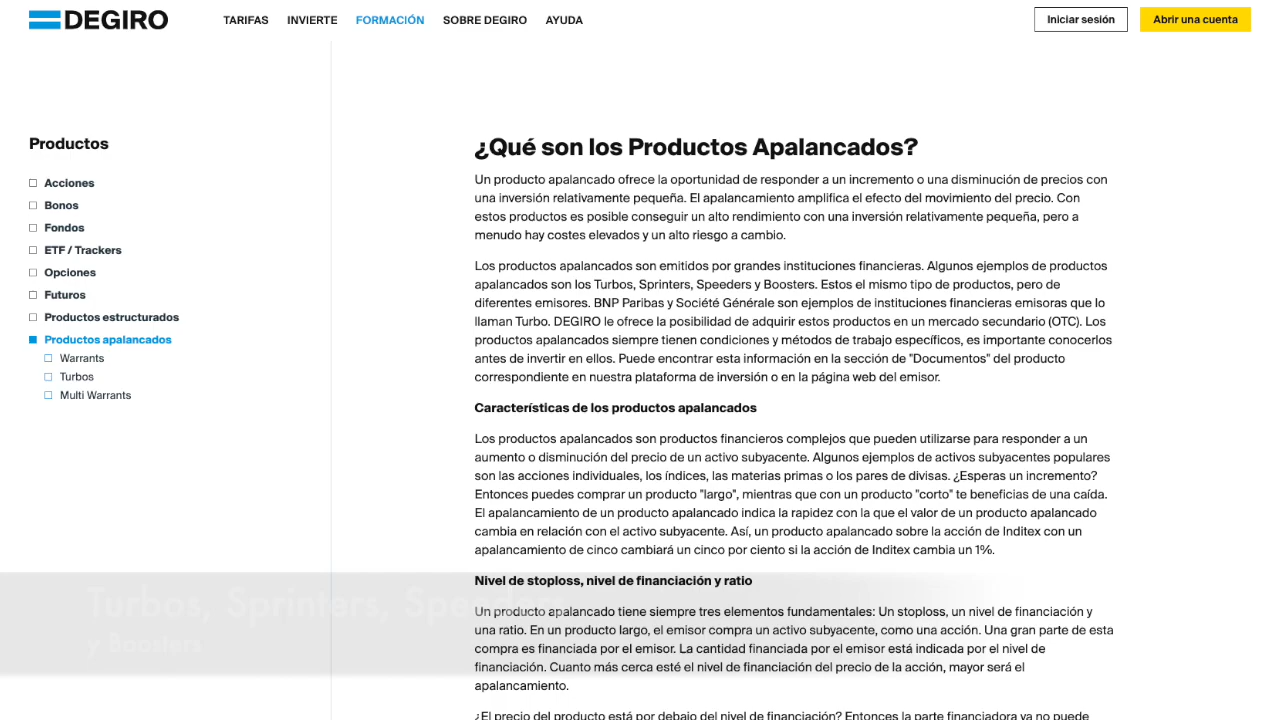 DEGIRO
TARIFAS INVIERTE FORMACIÓN SOBRE DEGIRO AYUDA
Iniciar sesión
Abrir una cuenta
Productos
Acciones
Bonos
Fondos
ETF / Trackers
Opciones
Futuros
Productos estructurados
Productos apalancados
Warrants
Turbos
Multi Warrants
¿Qué son los Productos Apalancados?
Un producto apalancado ofrece la oportunidad de responder a un incremento o una disminución de precios con
una inversión relativamente pequeña. El apalancamiento amplifica el efecto del movimiento del precio. Con
estos productos es posible conseguir un alto rendimiento con una inversión relativamente pequeña, pero a
menudo hay costes elevados y un alto riesgo a cambio.
Los productos apalancados son emitidos por grandes instituciones financieras. Algunos ejemplos de productos
apalancados son los Turbos, Sprinters, Speeders y Boosters. Estos el mismo tipo de productos, pero de
diferentes emisores. BNP Paribas y Société Générale son ejemplos de instituciones financieras emisoras que lo
llaman Turbo. DEGIRO le ofrece la posibilidad de adquirir estos productos en un mercado secundario (OTC). Los
productos apalancados siempre tienen condiciones y métodos de trabajo específicos, es importante conocerlos
antes de invertir en ellos. Puede encontrar esta información en la sección de "Documentos" del producto
correspondiente en nuestra plataforma de inversión o en la página web del emisor.
Características de los productos apalancados
Los productos apalancados son productos financieros complejos que pueden utilizarse para responder a un
aumento o disminución del precio de un activo subyacente. Algunos ejemplos de activos subyacentes populares
son las acciones individuales, los índices, las materias primas o los pares de divisas. ¿Esperas un incremento?
Entonces puedes comprar un producto "largo", mientras que con un producto "corto" te beneficias de una caída.
El apalancamiento de un producto apalancado indica la rapidez con la que el valor de un producto apalancado
cambia en relación con el activo subyacente. Así, un producto apalancado sobre la acción de Inditex con un
apalancamiento de cinco cambiará un cinco por ciento si la acción de Inditex cambia un 1%.
Nivel de stoploss, nivel de financiación y ratio
Un producto apalancado tiene siempre tres elementos fundamentales: Un stoploss, un nivel de financiación y
una ratio. En un producto largo, el emisor compra un activo subyacente, como una acción. Una gran parte de esta
compra es financiada por el emisor. La cantidad financiada por el emisor está indicada por el nivel de
financiación. Cuanto más cerca esté el nivel de financiación del precio de la acción, mayor será el
apalancamiento.
¿El precio del producto está por debajo del nivel de financiación? Entonces la parte financiadora ya no puede
Turbos, Sprinters, Speeders
y Boosters